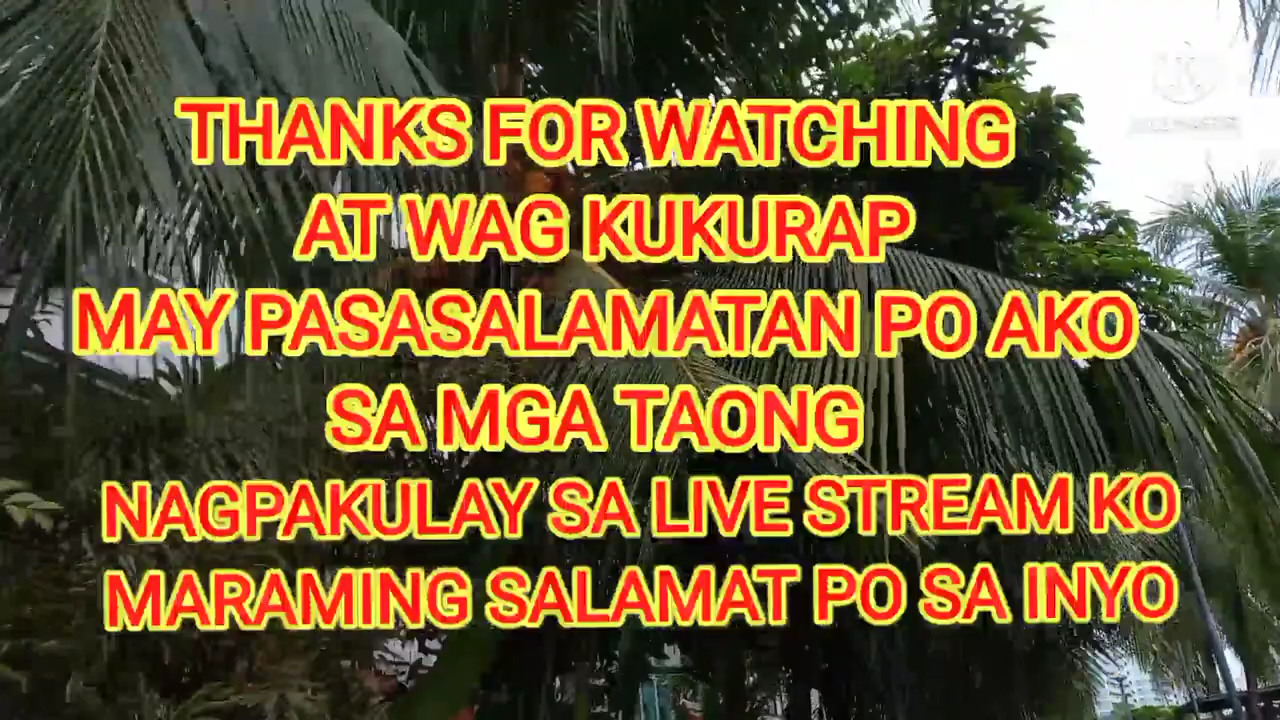 THANKS FOR WATCHING
AT WAG KUKURAP
MAY PASASALAMATAN PO AKO
SA MGA TAONG
NAGPAKULAY SA LIVE STREAM KO
MARAMING SALAMAT PO SA INYO